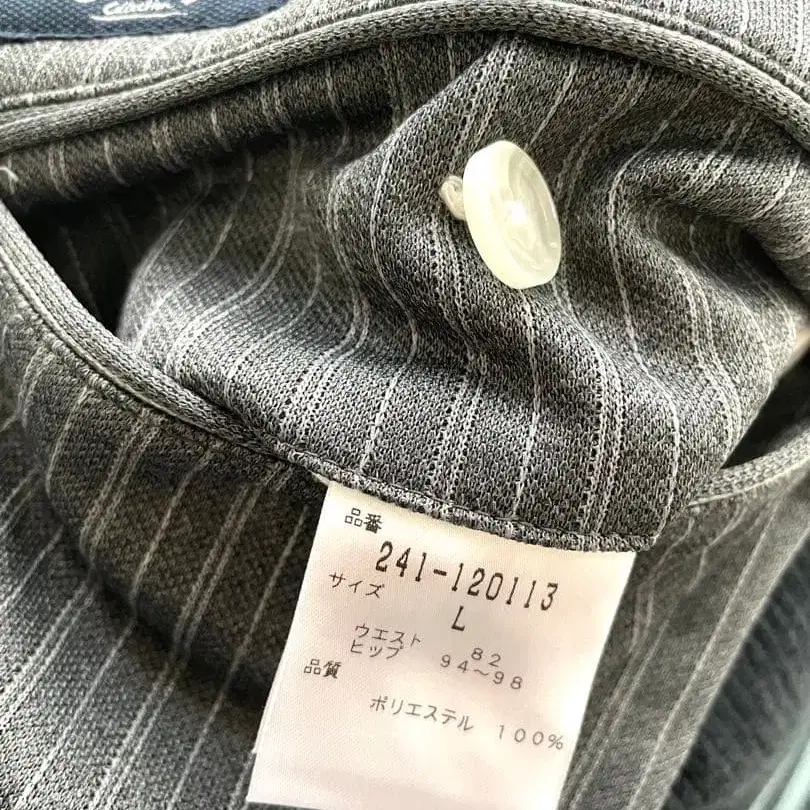 品番
241-120113
サイズ
L
ウエスト 82
ヒップ 94～98
品質
ポリエステル 100%